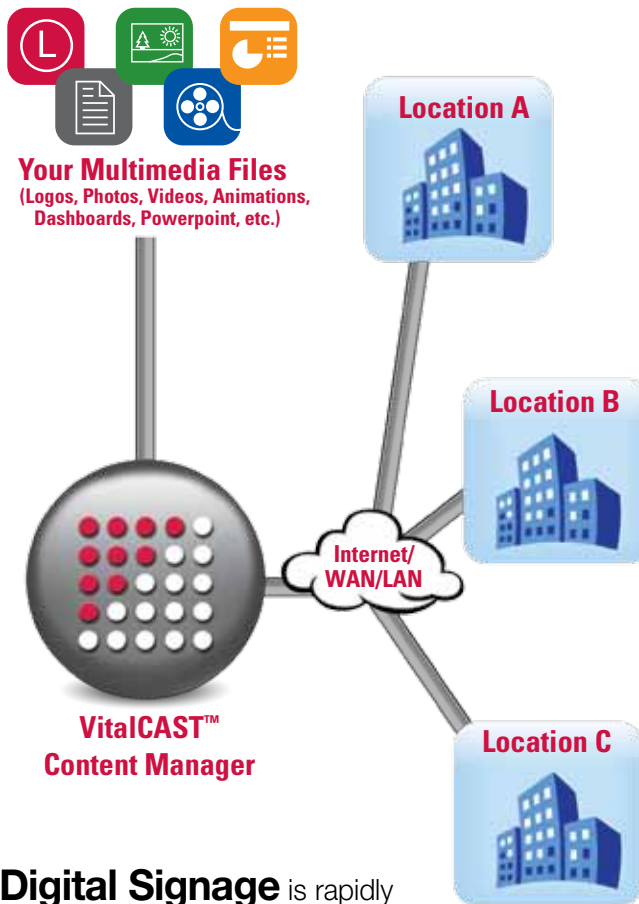 L
Your Multimedia Files
(Logos, Photos, Videos, Animations,
Dashboards, Powerpoint, etc.)
Location A
Location B
Internet/
WAN/LAN
VitalCAST™
Content Manager
Location C
Digital Signage is rapidly